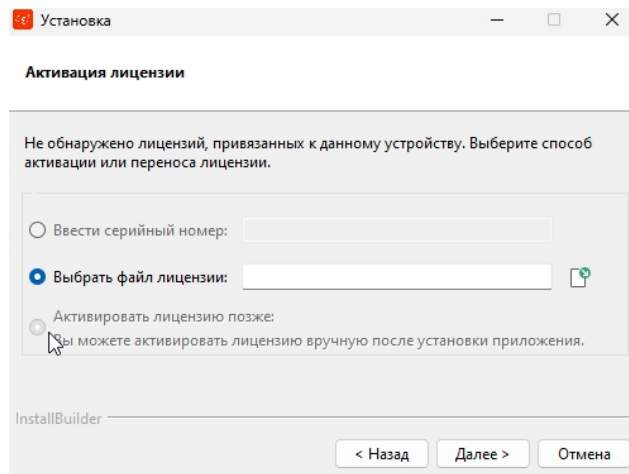 Установка
Активация лицензии
Не обнаружено лицензий, привязанных к данному устройству. Выберите способ
активации или переноса лицензии.
Ввести серийный номер:
Выбрать файл лицензии:
Активировать лицензию позже:
Вы можете активировать лицензию вручную после установки приложения.
InstallBuilder
< Назад
Далее >
Отмена